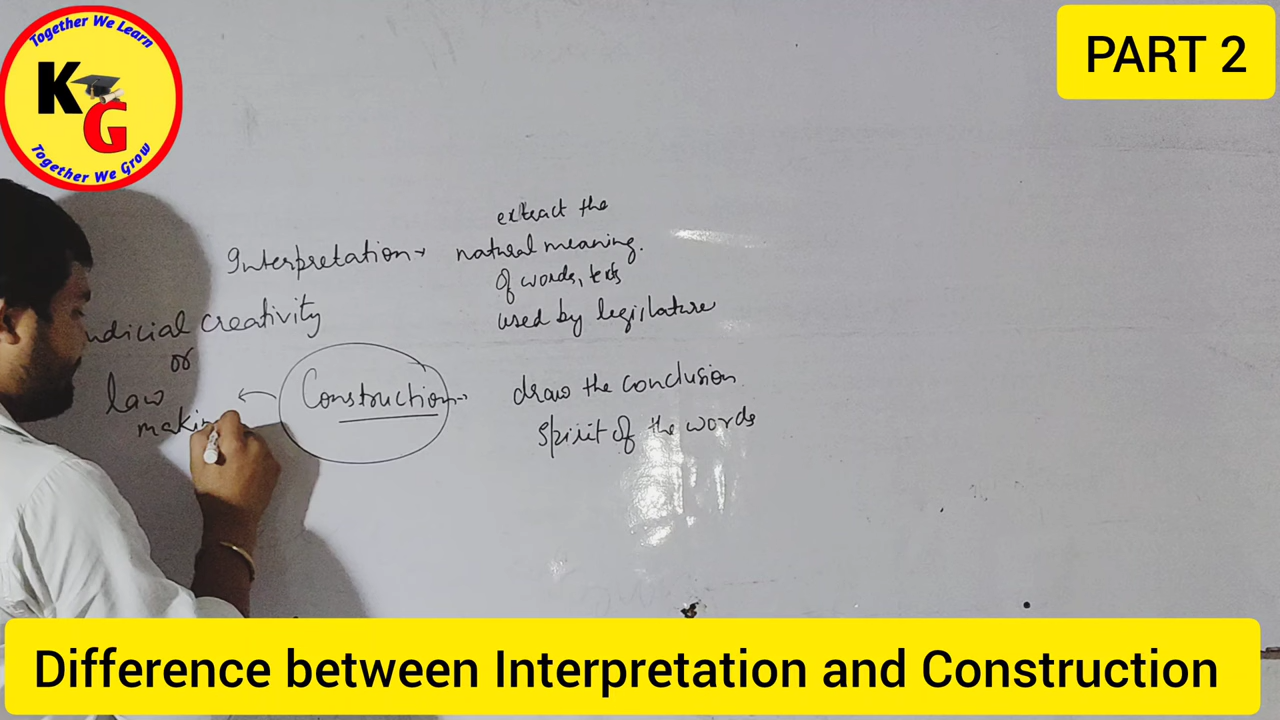 Together We Learn
KG
Together We Grow
PART 2
extract the
Interpretation → natural meaning.
of words, texts
used by legislature
udicial creativity
or
law
makin
Construction → draw the conclusion
spirit of the words
Difference between Interpretation and Construction